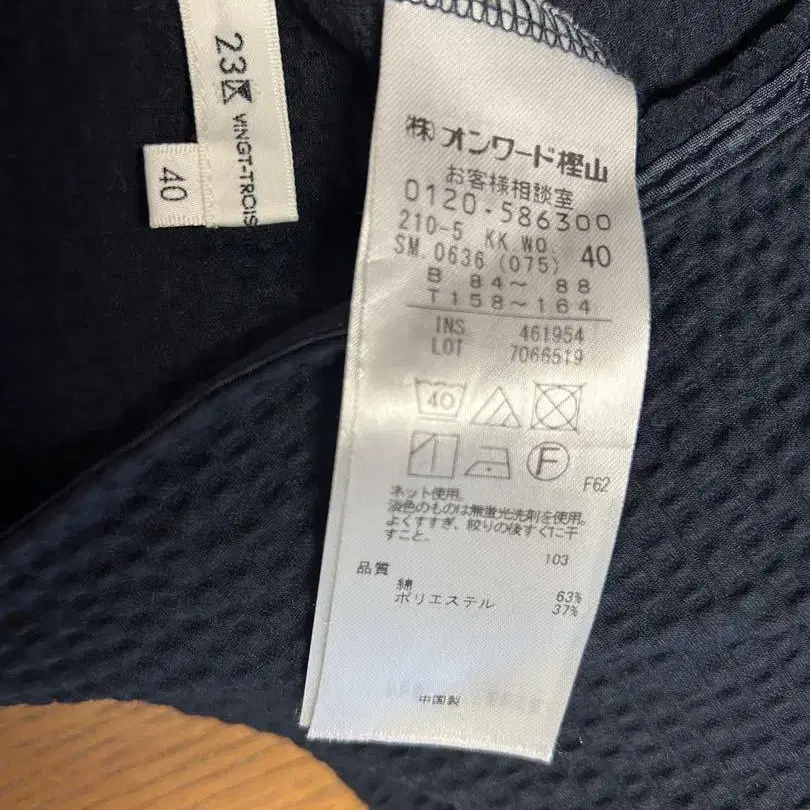 23区
VINGT-TROIS
40
(株)オンワード樫山
お客様相談室
0120-586300
210-5 KK.WO. 40
SM.0636 (075)
B 84〜 88
T 158〜164
INS 461954
LOT 7066519
40
F
F62
ネット使用。
淡色のものは無蛍光洗剤を使用。
よくすすぎ、絞りの後すぐに干
すこと。
103
品質
綿 63%
ポリエステル 37%
中国製